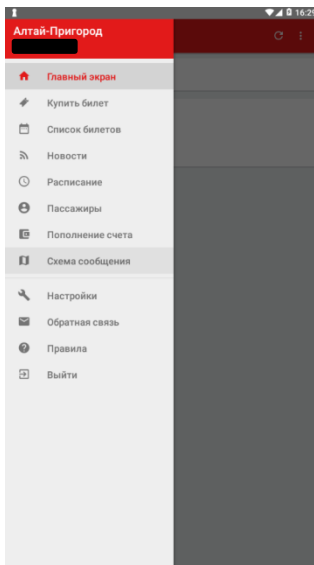 16:29
Алтай-Пригород
Главный экран
Купить билет
Список билетов
Новости
Расписание
Пассажиры
Пополнение счета
Схема сообщения
Настройки
Обратная связь
Правила
Выйти